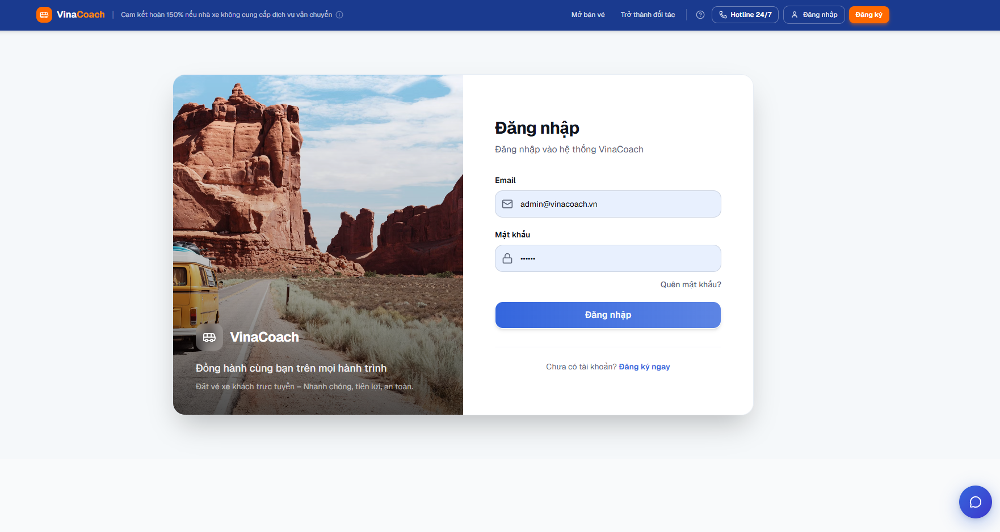 VinaCoach | Cam kết hoàn 150% nếu nhà xe không cung cấp dịch vụ vận chuyển
Mở bán vé
Trở thành đối tác
Hotline 24/7
Đăng nhập
Đăng ký
Đăng nhập
Đăng nhập vào hệ thống VinaCoach
Email
admin@vinacoach.vn
Mật khẩu
••••••
Quên mật khẩu?
Đăng nhập
Chưa có tài khoản? Đăng ký ngay
VinaCoach
Đồng hành cùng bạn trên mọi hành trình
Đặt vé xe khách trực tuyến – Nhanh chóng, tiện lợi, an toàn.